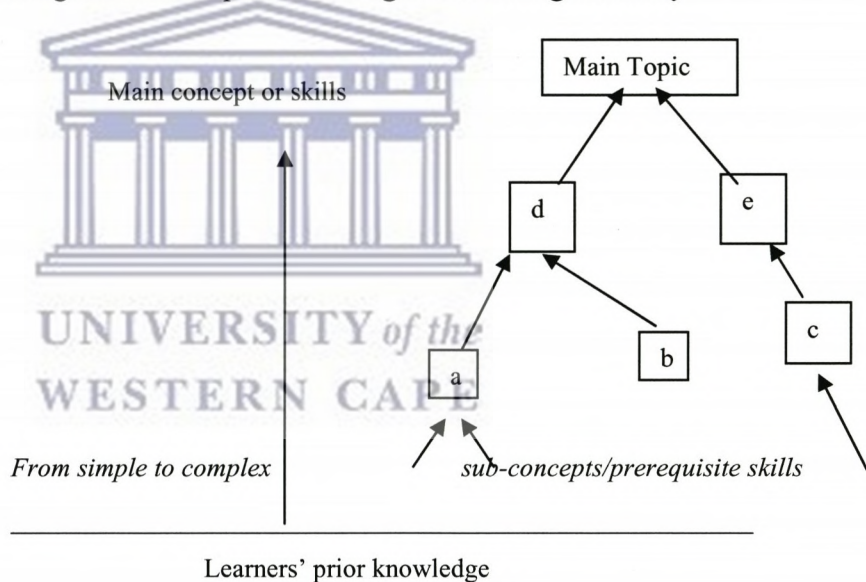 Main Topic
Main concept or skills
d
e
c
b
a
UNIVERSITY of the
WESTERN CAPE
From simple to complex
sub-concepts/prerequisite skills
Learners' prior knowledge